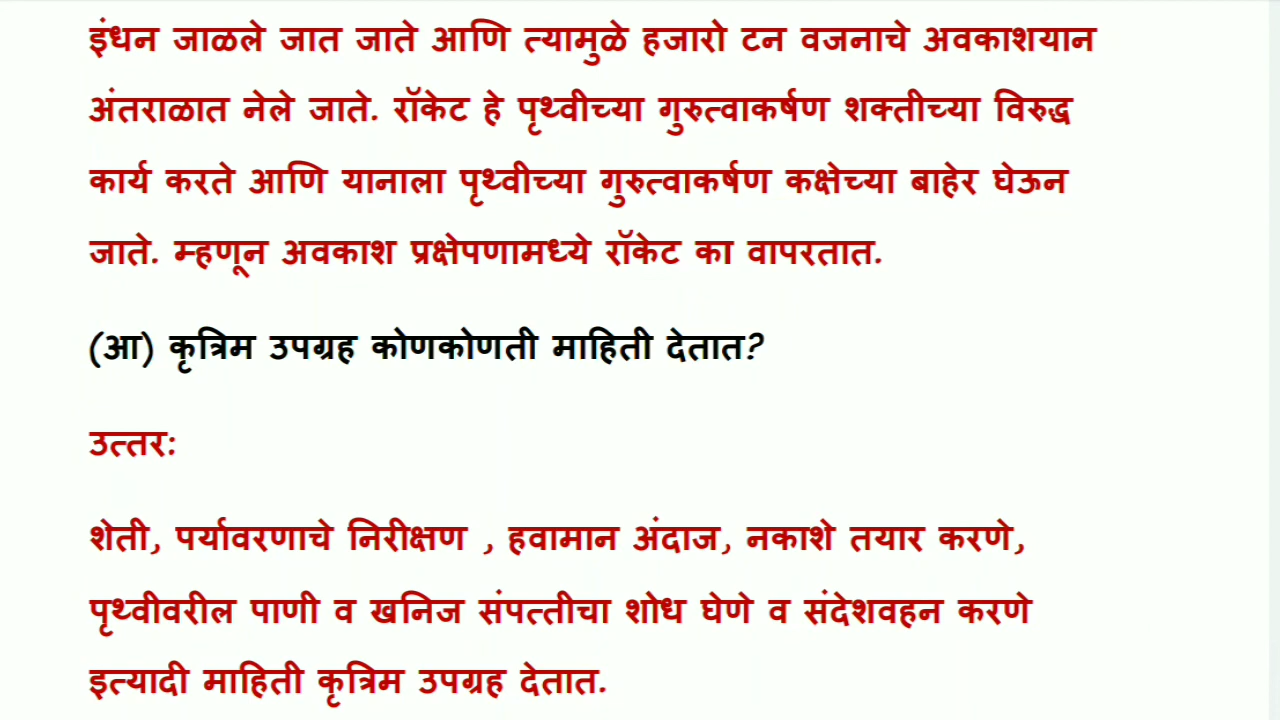 इंधन जाळले जात जाते आणि त्यामुळे हजारो टन वजनाचे अवकाशयान
अंतराळात नेले जाते. रॉकेट हे पृथ्वीच्या गुरुत्वाकर्षण शक्तीच्या विरुद्ध
कार्य करते आणि यानाला पृथ्वीच्या गुरुत्वाकर्षण कक्षेच्या बाहेर घेऊन
जाते. म्हणून अवकाश प्रक्षेपणामध्ये रॉकेट का वापरतात.
(आ) कृत्रिम उपग्रह कोणकोणती माहिती देतात?
उत्तर:
शेती, पर्यावरणाचे निरीक्षण , हवामान अंदाज, नकाशे तयार करणे,
पृथ्वीवरील पाणी व खनिज संपत्तीचा शोध घेणे व संदेशवहन करणे
इत्यादी माहिती कृत्रिम उपग्रह देतात.